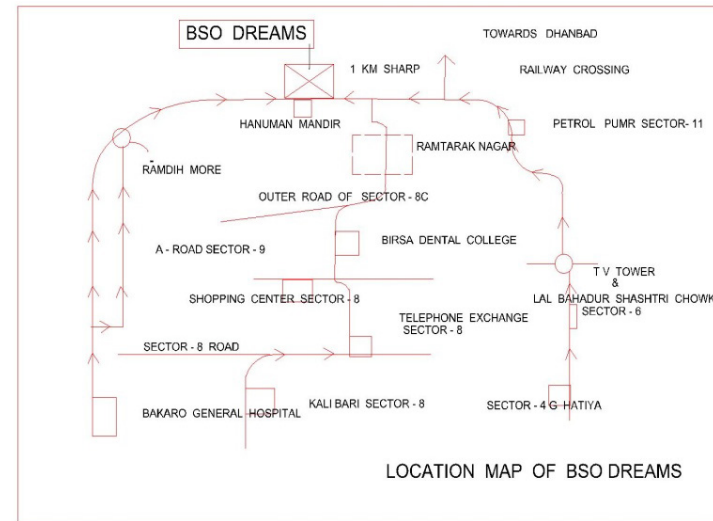 BSO DREAMS
TOWARDS DHANBAD
1 KM SHARP
RAILWAY CROSSING
HANUMAN MANDIR
PETROL PUMR SECTOR-11
RAMTARAK NAGAR
RAMDIH MORE
OUTER ROAD OF SECTOR-8C
A-ROAD SECTOR-9
BIRSA DENTAL COLLEGE
T V TOWER
&
LAL BAHADUR SHASHTRI CHOWK
SECTOR-6
SHOPPING CENTER SECTOR-8
TELEPHONE EXCHANGE
SECTOR-8
SECTOR-8 ROAD
KALI BARI SECTOR-8
SECTOR-4 G HATIYA
BAKARO GENERAL HOSPITAL
LOCATION MAP OF BSO DREAMS